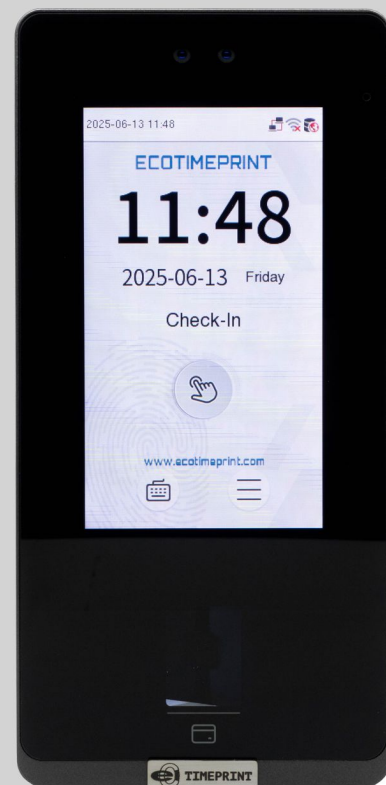 2025-06-13 11:48
ECOTIMEPRINT
11:48
2025-06-13 Friday
Check-In
www.ecotimeprint.com
TIMEPRINT